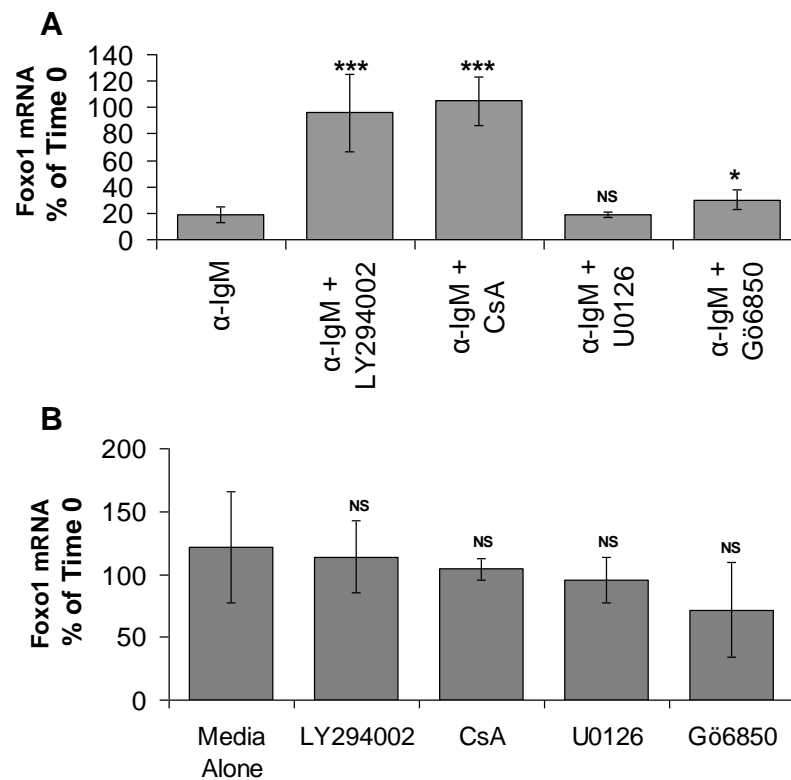 A
Foxo1 mRNA
% of Time 0
140
120
100
80
60
40
20
0
***
***
NS
*
α-IgM
α-IgM +
LY294002
α-IgM +
CsA
α-IgM +
U0126
α-IgM +
Gö6850
B
Foxo1 mRNA
% of Time 0
200
150
100
50
0
NS
NS
NS
NS
Media
Alone
LY294002
CsA
U0126
Gö6850